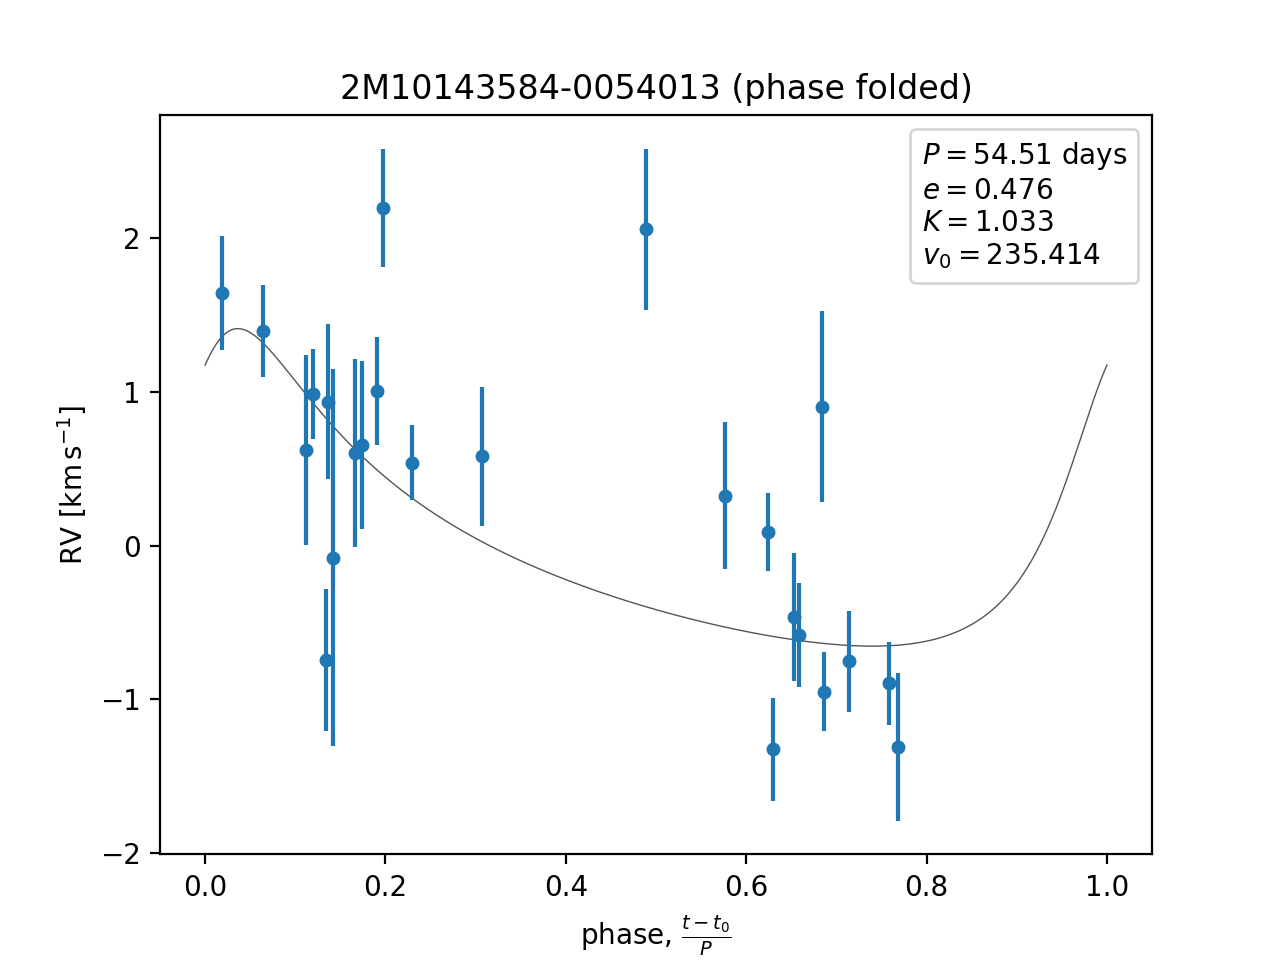 2M10143584-0054013 (phase folded)
P = 54.51 days
e = 0.476
K = 1.033
v₀ = 235.414
RV [km s⁻¹]
2
1
0
−1
−2
0.0 0.2 0.4 0.6 0.8 1.0
phase, (t − t₀)/P